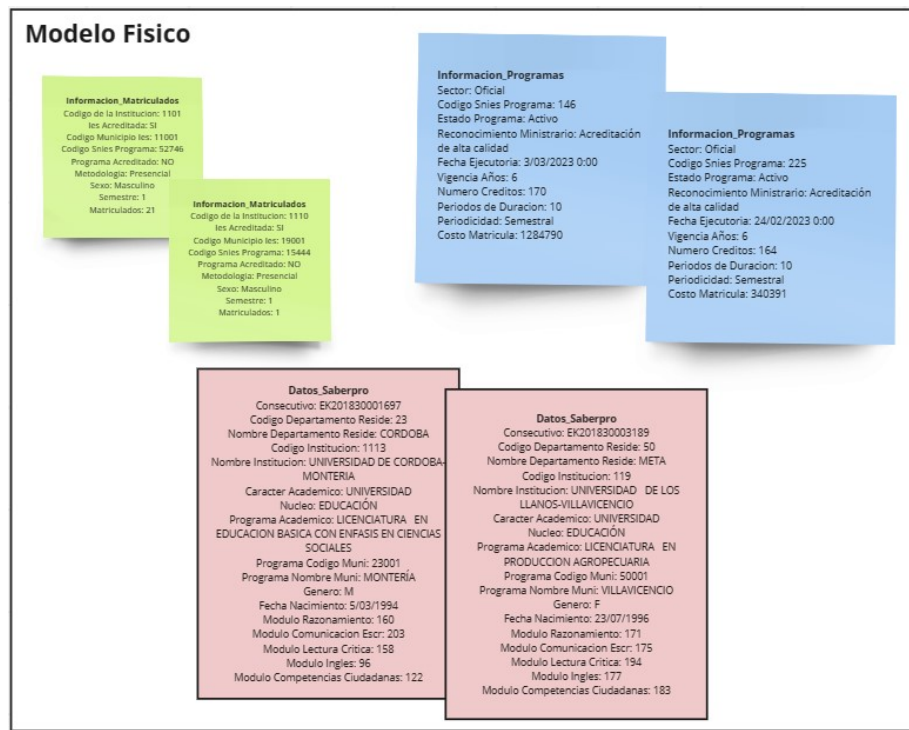 Modelo Fisico
Informacion_Matriculados
Codigo de la Institucion: 1101
Ies Acreditada: SI
Codigo Municipio Ies: 11001
Codigo Snies Programa: 52746
Programa Acreditado: NO
Metodologia: Presencial
Sexo: Masculino
Semestre: 1
Matriculados: 21
Informacion_Matriculados
Codigo de la Institucion: 1110
Ies Acreditada: SI
Codigo Municipio Ies: 19001
Codigo Snies Programa: 15444
Programa Acreditado: NO
Metodologia: Presencial
Sexo: Masculino
Semestre: 1
Matriculados: 1
Informacion_Programas
Sector: Oficial
Codigo Snies Programa: 146
Estado Programa: Activo
Reconocimiento Ministrario: Acreditación
de alta calidad
Fecha Ejecutoria: 3/03/2023 0:00
Vigencia Años: 6
Numero Creditos: 170
Periodos de Duracion: 10
Periodicidad: Semestral
Costo Matricula: 1284790
Informacion_Programas
Sector: Oficial
Codigo Snies Programa: 225
Estado Programa: Activo
Reconocimiento Ministrario: Acreditación
de alta calidad
Fecha Ejecutoria: 24/02/2023 0:00
Vigencia Años: 6
Numero Creditos: 164
Periodos de Duracion: 10
Periodicidad: Semestral
Costo Matricula: 340391
Datos_Saberpro
Consecutivo: EK201830001697
Codigo Departamento Reside: 23
Nombre Departamento Reside: CORDOBA
Codigo Institucion: 1113
Nombre Institucion: UNIVERSIDAD DE CORDOBA-
MONTERIA
Caracter Academico: UNIVERSIDAD
Nucleo: EDUCACIÓN
Programa Academico: LICENCIATURA EN
EDUCACION BASICA CON ENFASIS EN CIENCIAS
SOCIALES
Programa Codigo Muni: 23001
Programa Nombre Muni: MONTERÍA
Genero: M
Fecha Nacimiento: 5/03/1994
Modulo Razonamiento: 160
Modulo Comunicacion Escr: 203
Modulo Lectura Critica: 158
Modulo Ingles: 96
Modulo Competencias Ciudadanas: 122
Datos_Saberpro
Consecutivo: EK201830003189
Codigo Departamento Reside: 50
Nombre Departamento Reside: META
Codigo Institucion: 119
Nombre Institucion: UNIVERSIDAD DE LOS
LLANOS-VILLAVICENCIO
Caracter Academico: UNIVERSIDAD
Nucleo: EDUCACIÓN
Programa Academico: LICENCIATURA EN
PRODUCCION AGROPECUARIA
Programa Codigo Muni: 50001
Programa Nombre Muni: VILLAVICENCIO
Genero: F
Fecha Nacimiento: 23/07/1996
Modulo Razonamiento: 171
Modulo Comunicacion Escr: 175
Modulo Lectura Critica: 194
Modulo Ingles: 177
Modulo Competencias Ciudadanas: 183